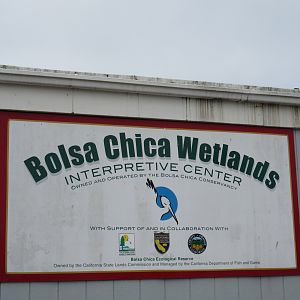 Bolsa Chica Wetlands
INTERPRETIVE CENTER
OWNED AND OPERATED BY THE BOLSA CHICA CONSERVANCY
WITH SUPPORT OF AND IN COLLABORATION WITH
Bolsa Chica Ecological Reserve
Owned by the California State Lands Commission and Managed by the California Department of Fish and Game